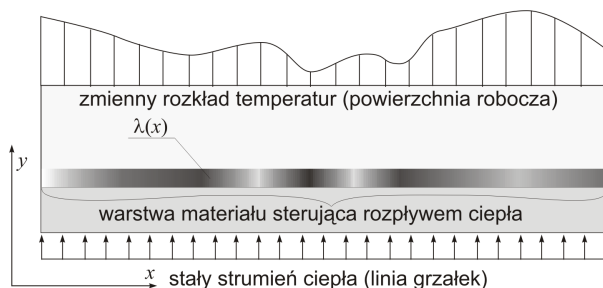 zmienny rozkład temperatur (powierzchnia robocza)
λ(x)
y
warstwa materiału sterująca rozpływem ciepła
x
stały strumień ciepła (linia grzałek)